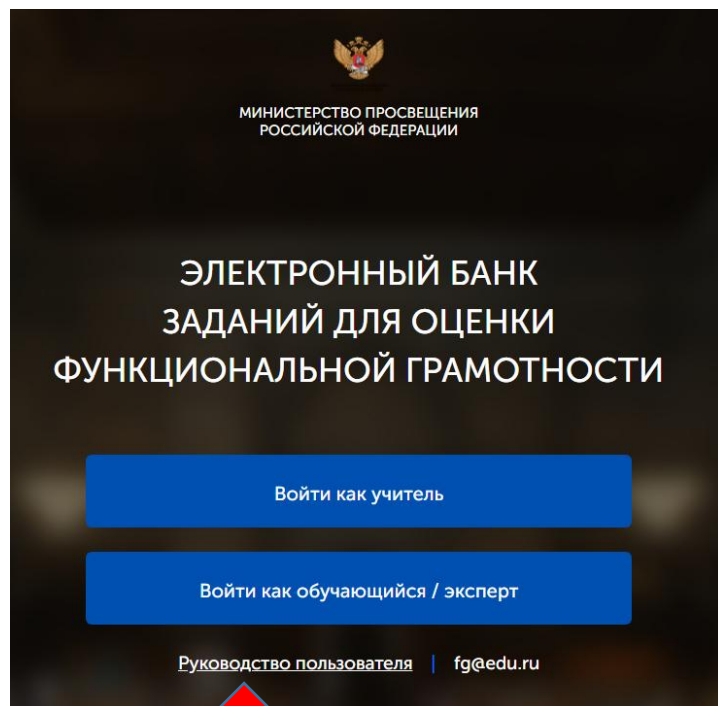 МИНИСТЕРСТВО ПРОСВЕЩЕНИЯ
РОССИЙСКОЙ ФЕДЕРАЦИИ
ЭЛЕКТРОННЫЙ БАНК
ЗАДАНИЙ ДЛЯ ОЦЕНКИ
ФУНКЦИОНАЛЬНОЙ ГРАМОТНОСТИ
Войти как учитель
Войти как обучающийся / эксперт
Руководство пользователя | fg@edu.ru